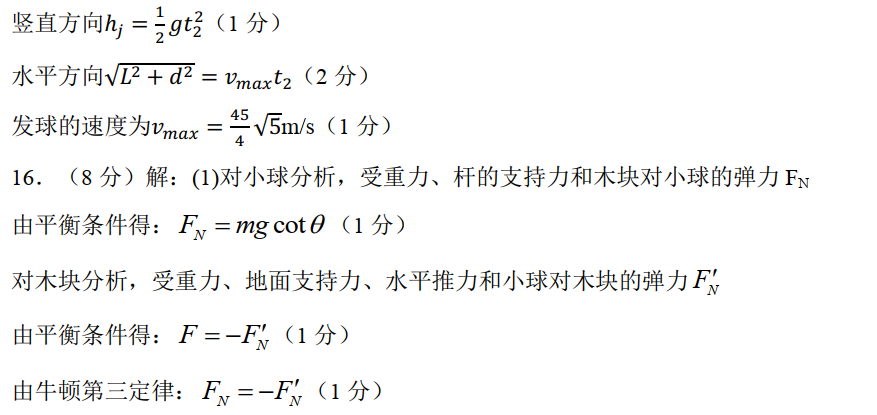 竖直方向$h_j = \frac{1}{2}gt_2^2$（1 分）
水平方向$\sqrt{L^2 + d^2} = v_{max}t_2$（2 分）
发球的速度为$v_{max} = \frac{45}{4}\sqrt{5}$m/s（1 分）
16．（8 分）解：(1)对小球分析，受重力、杆的支持力和木块对小球的弹力 $F_N$
由平衡条件得：$F_N = mg\cot\theta$（1 分）
对木块分析，受重力、地面支持力、水平推力和小球对木块的弹力 $F_N'$
由平衡条件得：$F = -F_N'$（1 分）
由牛顿第三定律：$F_N = -F_N'$（1 分）